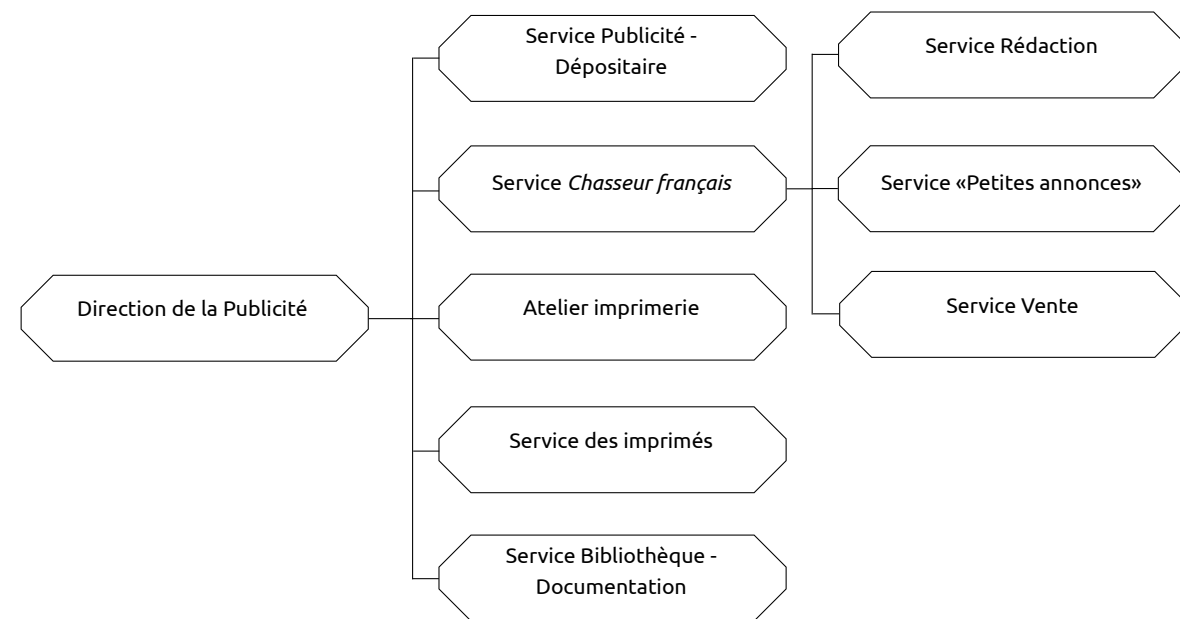 Direction de la Publicité
Service Publicité -
Dépositaire
Service Chasseur français
Atelier imprimerie
Service des imprimés
Service Bibliothèque -
Documentation
Service Rédaction
Service «Petites annonces»
Service Vente